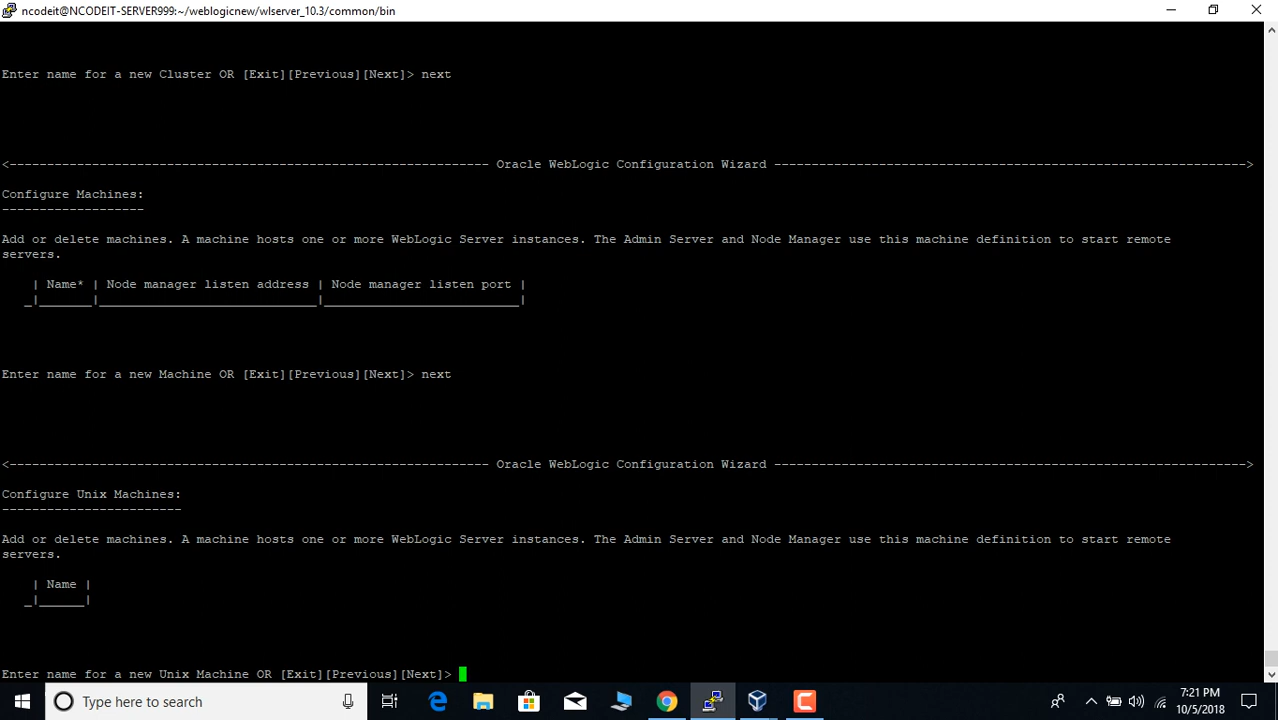 ncodeit@NCODEIT-SERVER999:~/weblogicnew/wlserver_10.3/common/bin
Enter name for a new Cluster OR [Exit][Previous][Next]> next
<---------------------------------------------------------------- Oracle WebLogic Configuration Wizard --------------------------------------------------------------->
Configure Machines:
-------------------
Add or delete machines. A machine hosts one or more WebLogic Server instances. The Admin Server and Node Manager use this machine definition to start remote
servers.
| Name* | Node manager listen address | Node manager listen port |
_|_______|_____________________________|__________________________|
Enter name for a new Machine OR [Exit][Previous][Next]> next
<---------------------------------------------------------------- Oracle WebLogic Configuration Wizard --------------------------------------------------------------->
Configure Unix Machines:
------------------------
Add or delete machines. A machine hosts one or more WebLogic Server instances. The Admin Server and Node Manager use this machine definition to start remote
servers.
| Name |
_|______|
Enter name for a new Unix Machine OR [Exit][Previous][Next]>
Type here to search
7:21 PM
10/5/2018